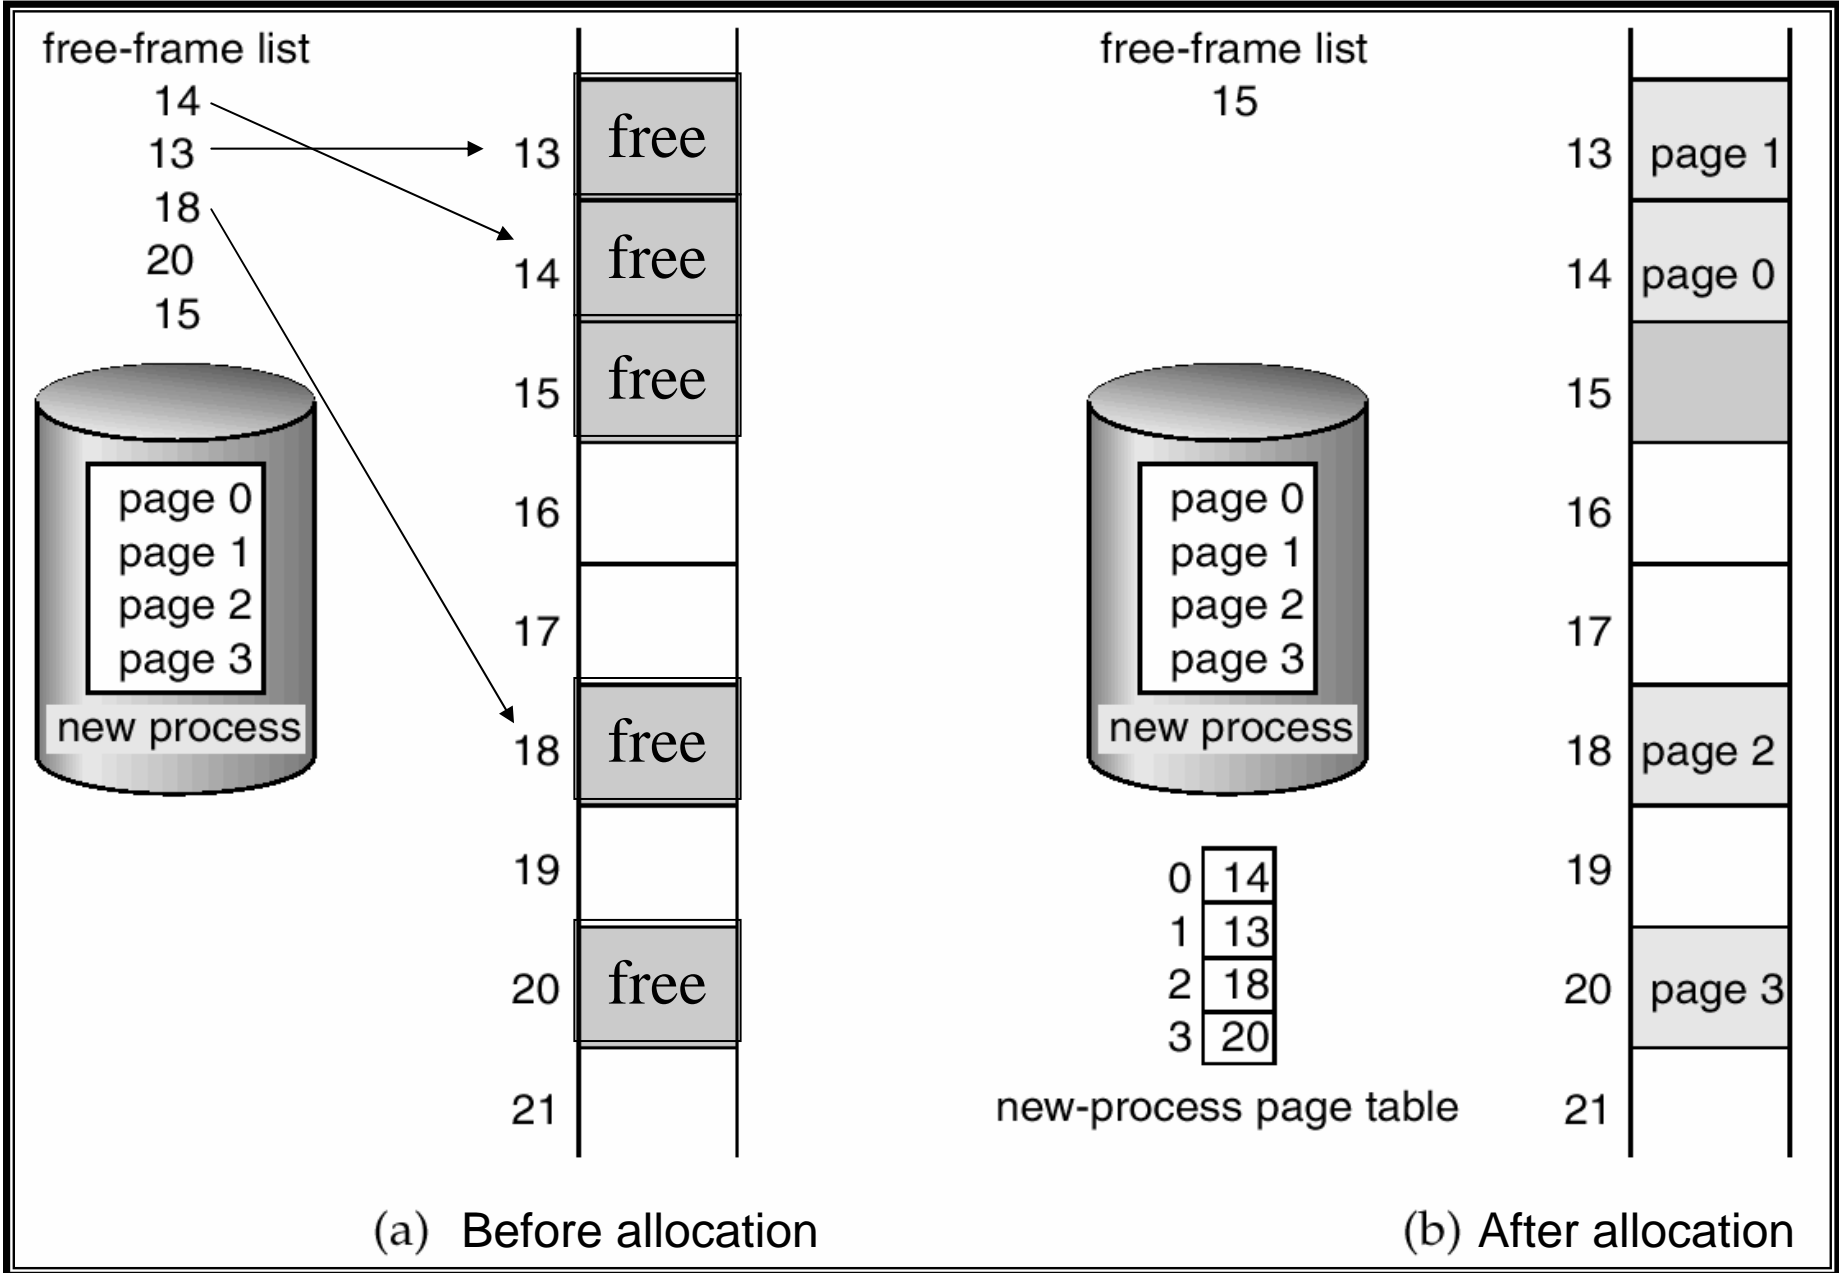 free-frame list
14
13
18
20
15
page 0
page 1
page 2
page 3
new process
13 free
14 free
15 free
16
17
18 free
19
20 free
21
(a) Before allocation
free-frame list
15
page 0
page 1
page 2
page 3
new process
0 14
1 13
2 18
3 20
new-process page table
13 page 1
14 page 0
15
16
17
18 page 2
19
20 page 3
21
(b) After allocation